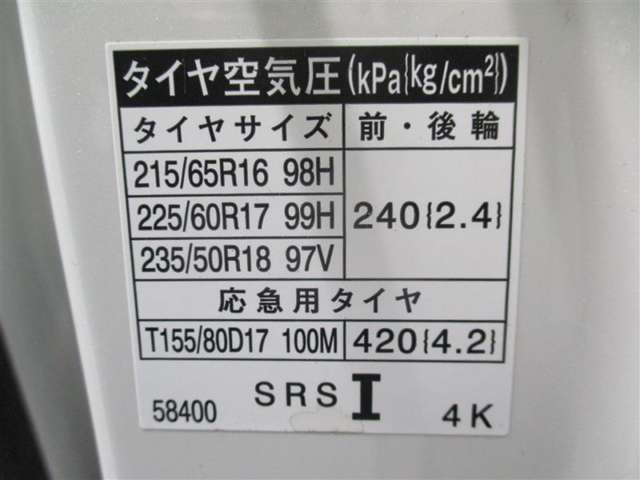 タイヤ空気圧(kPa{kg/cm²})
タイヤサイズ 前・後輪
215/65R16 98H
225/60R17 99H 240{2.4}
235/50R18 97V
応急用タイヤ
T155/80D17 100M 420{4.2}
58400 SRS I 4K